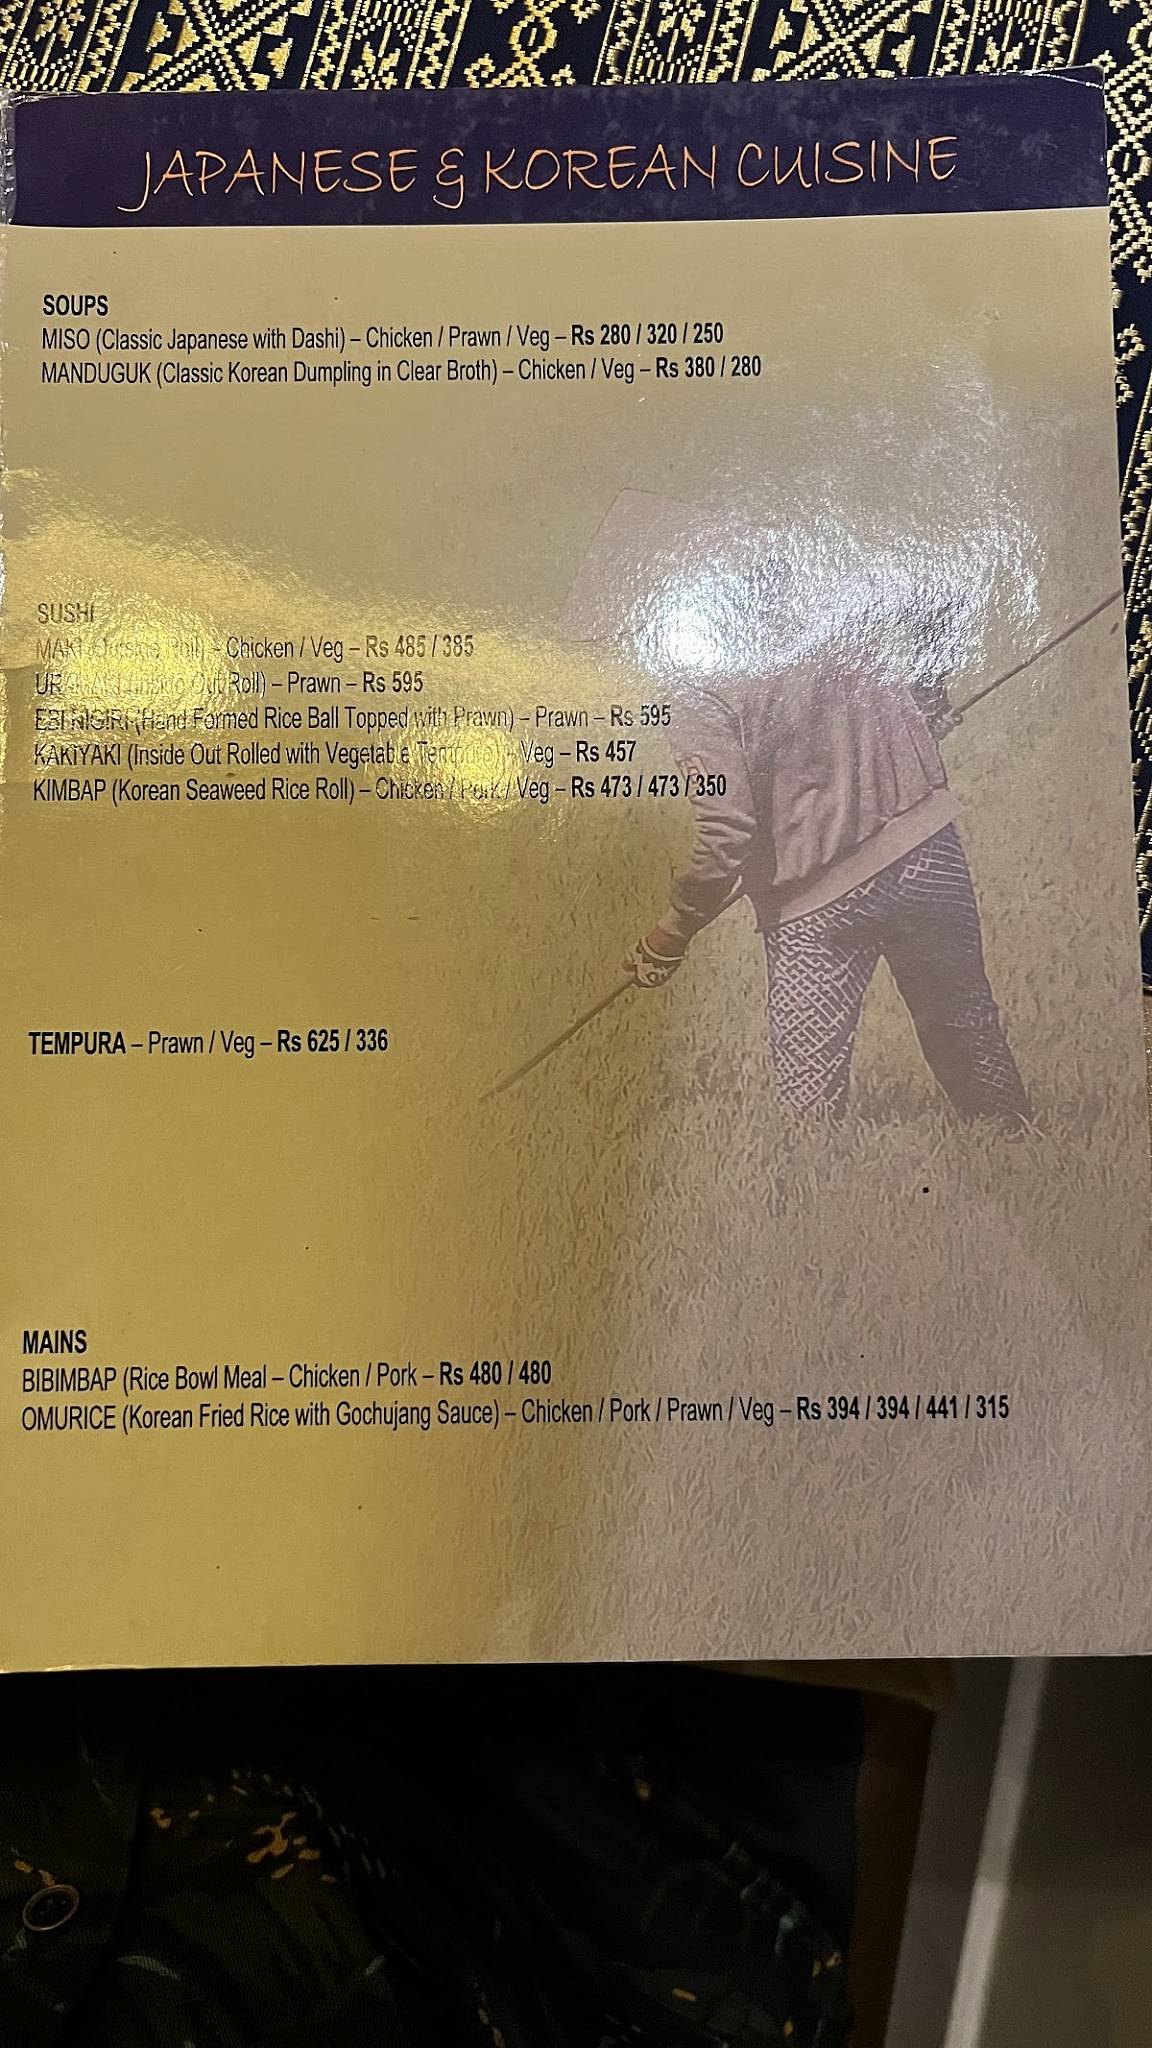 JAPANESE & KOREAN CUISINE
SOUPS
MISO (Classic Japanese with Dashi) – Chicken / Prawn / Veg – Rs 280 / 320 / 250
MANDUGUK (Classic Korean Dumpling in Clear Broth) – Chicken / Veg – Rs 380 / 280
SUSHI
MAKI Roll) – Chicken / Veg – Rs 485 / 385
URAMAKI (Inside Out Roll) – Prawn – Rs 595
EBI NIGIRI (Hand Formed Rice Ball Topped with Prawn) – Prawn – Rs 595
KAKIYAKI (Inside Out Rolled with Vegetable Tempura) – Veg – Rs 457
KIMBAP (Korean Seaweed Rice Roll) – Chicken / Pork / Veg – Rs 473 / 473 / 350
TEMPURA – Prawn / Veg – Rs 625 / 336
MAINS
BIBIMBAP (Rice Bowl Meal – Chicken / Pork – Rs 480 / 480
OMURICE (Korean Fried Rice with Gochujang Sauce) – Chicken / Pork / Prawn / Veg – Rs 394 / 394 / 441 / 315